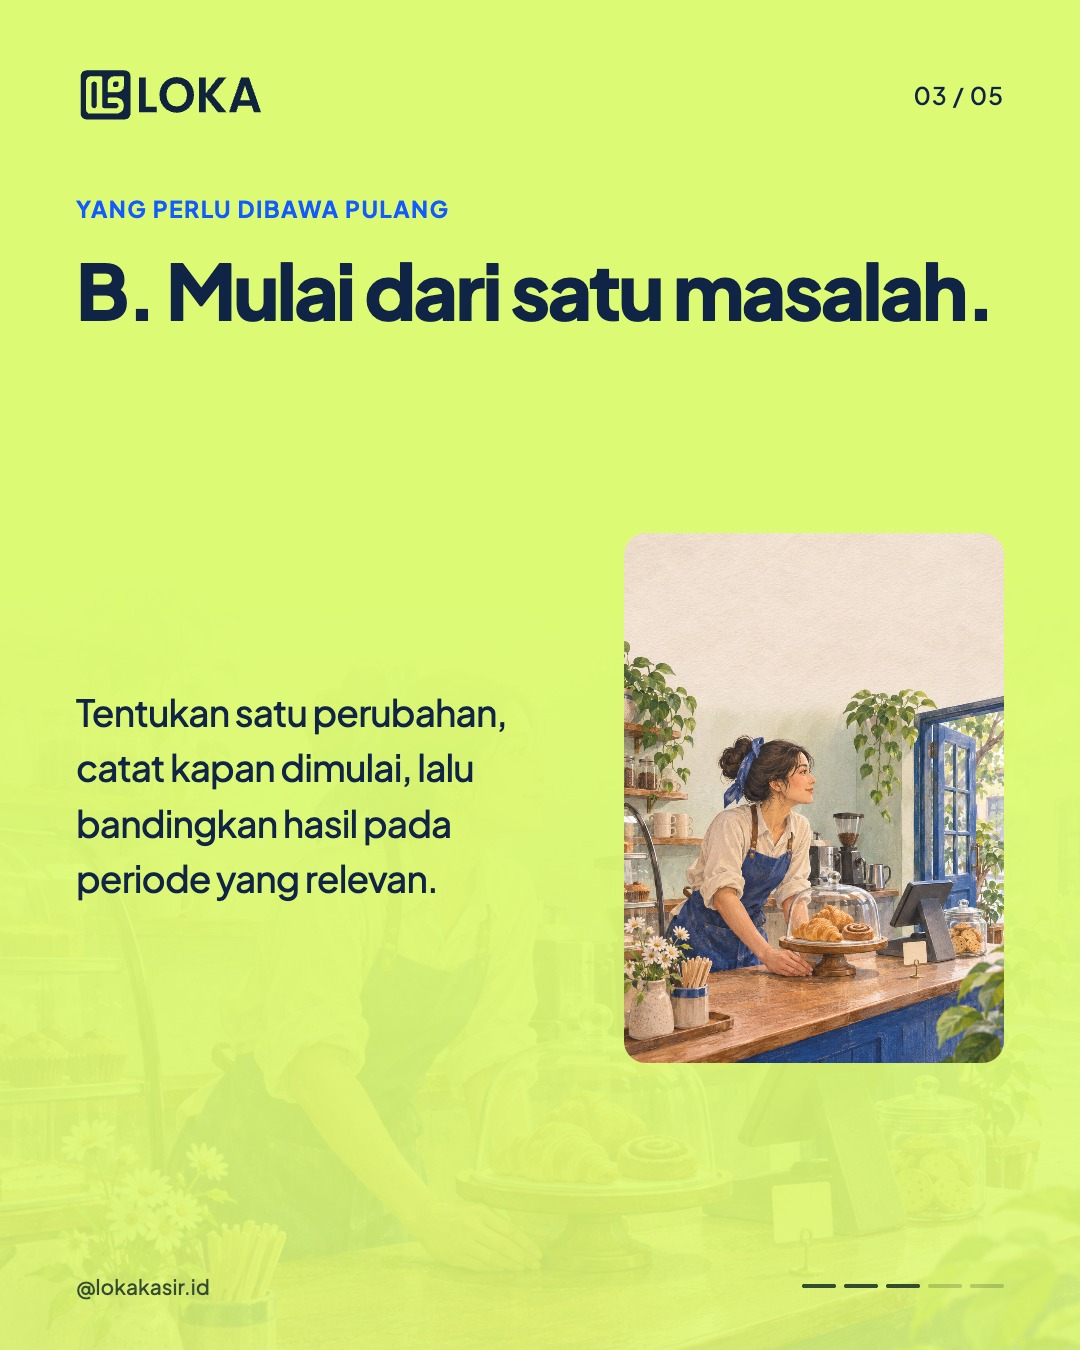 LOKA
03 / 05
YANG PERLU DIBAWA PULANG
B. Mulai dari satu masalah.
Tentukan satu perubahan,
catat kapan dimulai, lalu
bandingkan hasil pada
periode yang relevan.
@lokakasir.id